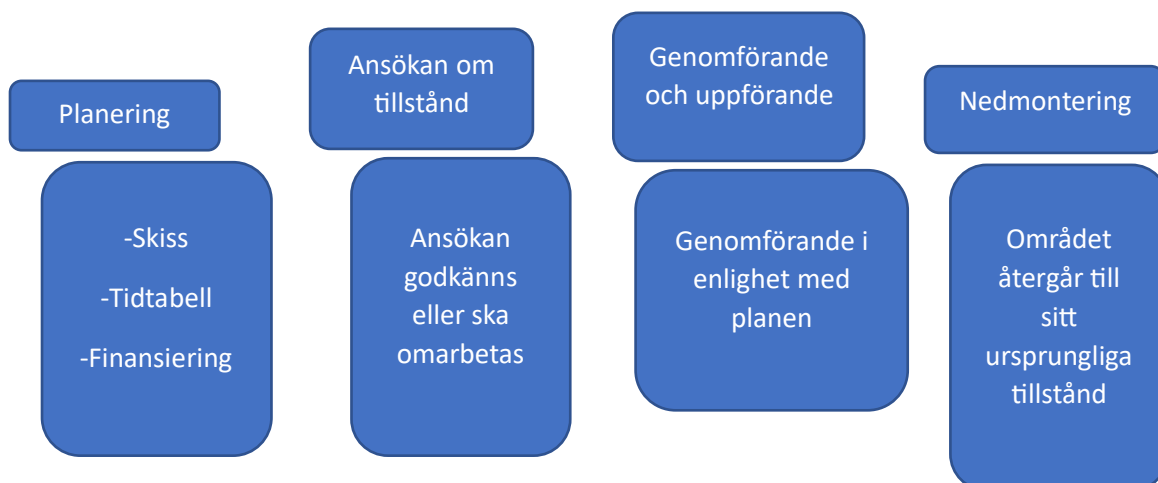 Planering
-Skiss
-Tidtabell
-Finansiering
Ansökan om
tillstånd
Ansökan
godkänns
eller ska
omarbetas
Genomförande
och uppförande
Genomförande i
enlighet med
planen
Nedmontering
Området
återgår till
sitt
ursprungliga
tillstånd